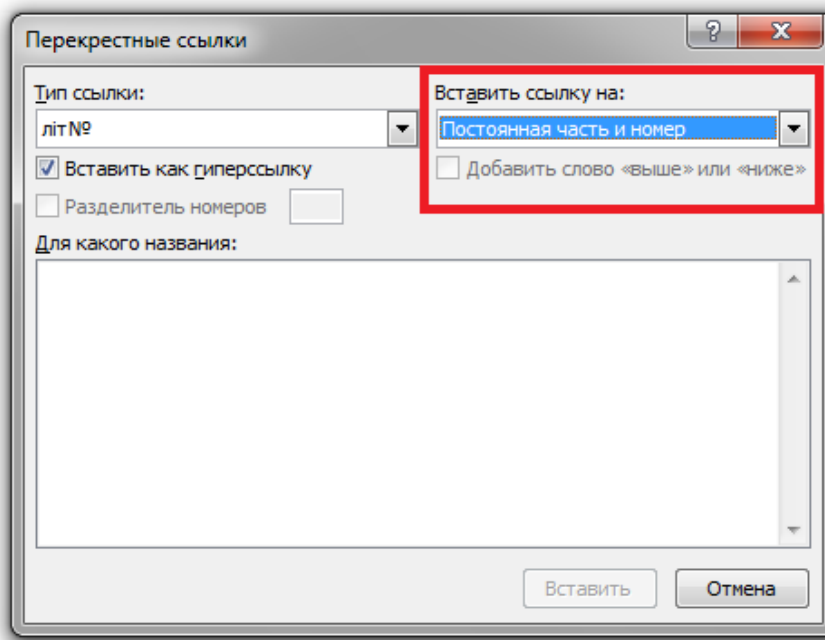 Перекрестные ссылки
Тип ссылки:
Вставить ссылку на:
літ№
Постоянная часть и номер
Вставить как гиперссылку
Добавить слово «выше» или «ниже»
Разделитель номеров
Для какого названия:
Вставить
Отмена